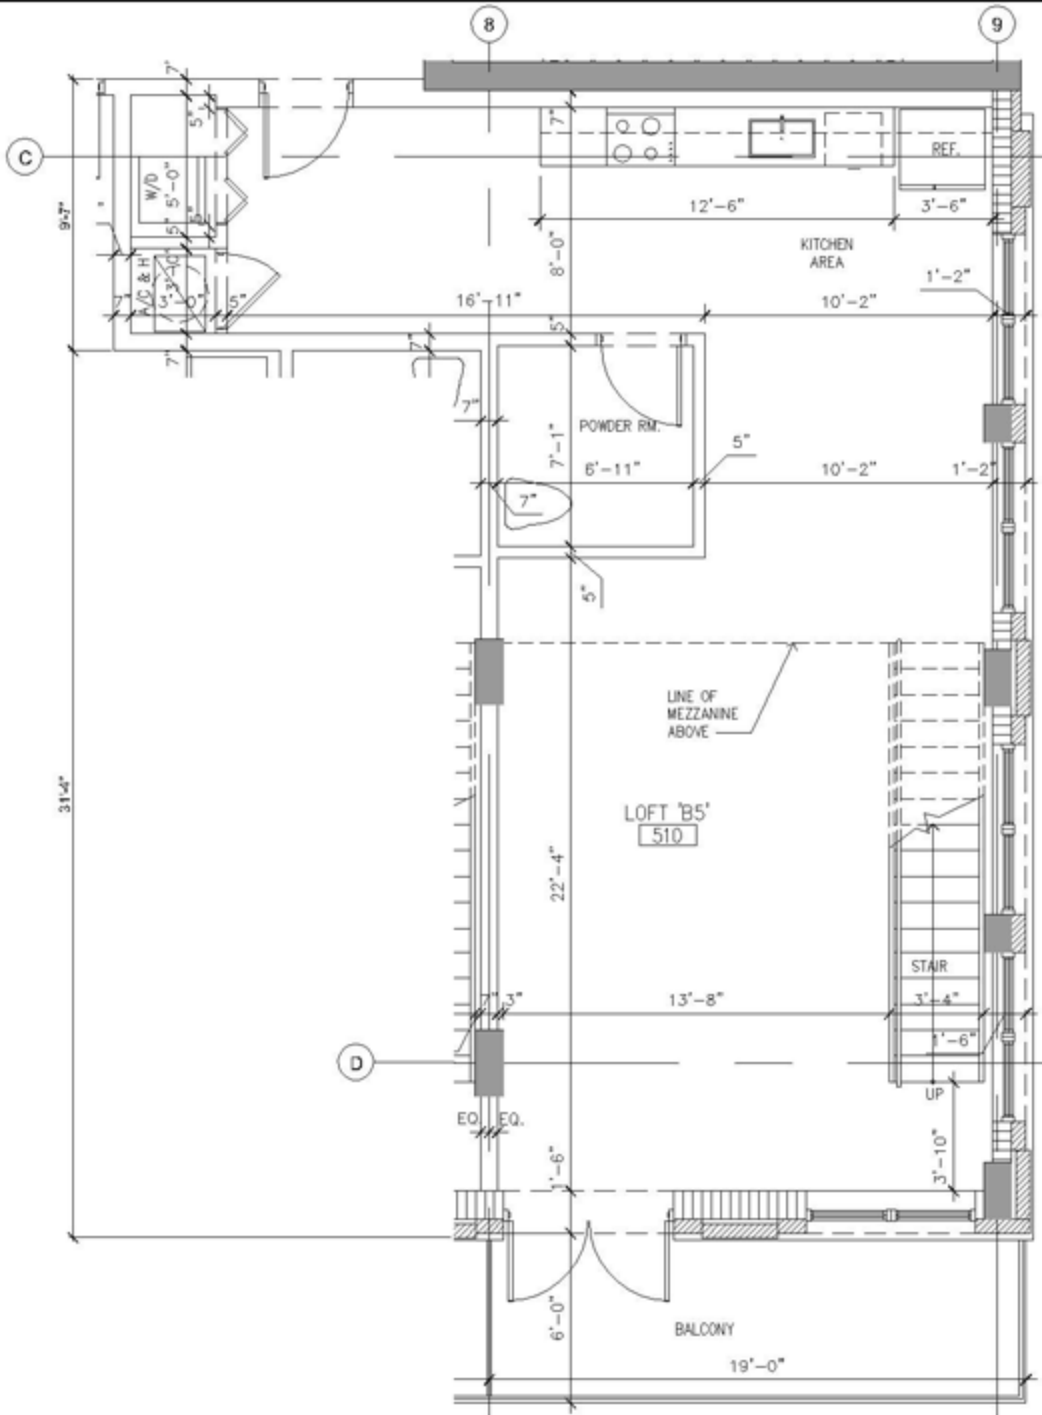 8
9
7"
5"
7"
C
REF.
W/D
5'-0"
9'-7"
12'-6"
3'-6"
5"
5"
KITCHEN
AREA
8'-0"
A/C & H
3'-0"
1'-2"
7"
3'-0"
5"
16'-11"
10'-2"
5"
7"
7"
7"
POWDER RM.
7'-1"
5"
6'-11"
10'-2"
1'-2"
7"
5"
LINE OF
MEZZANINE
ABOVE
31'-4"
LOFT 'B5'
510
22'-4"
STAIR
7"
3"
13'-8"
3'-4"
1'-6"
D
UP
EQ.
EQ.
3'-10"
1'-6"
6'-0"
BALCONY
19'-0"